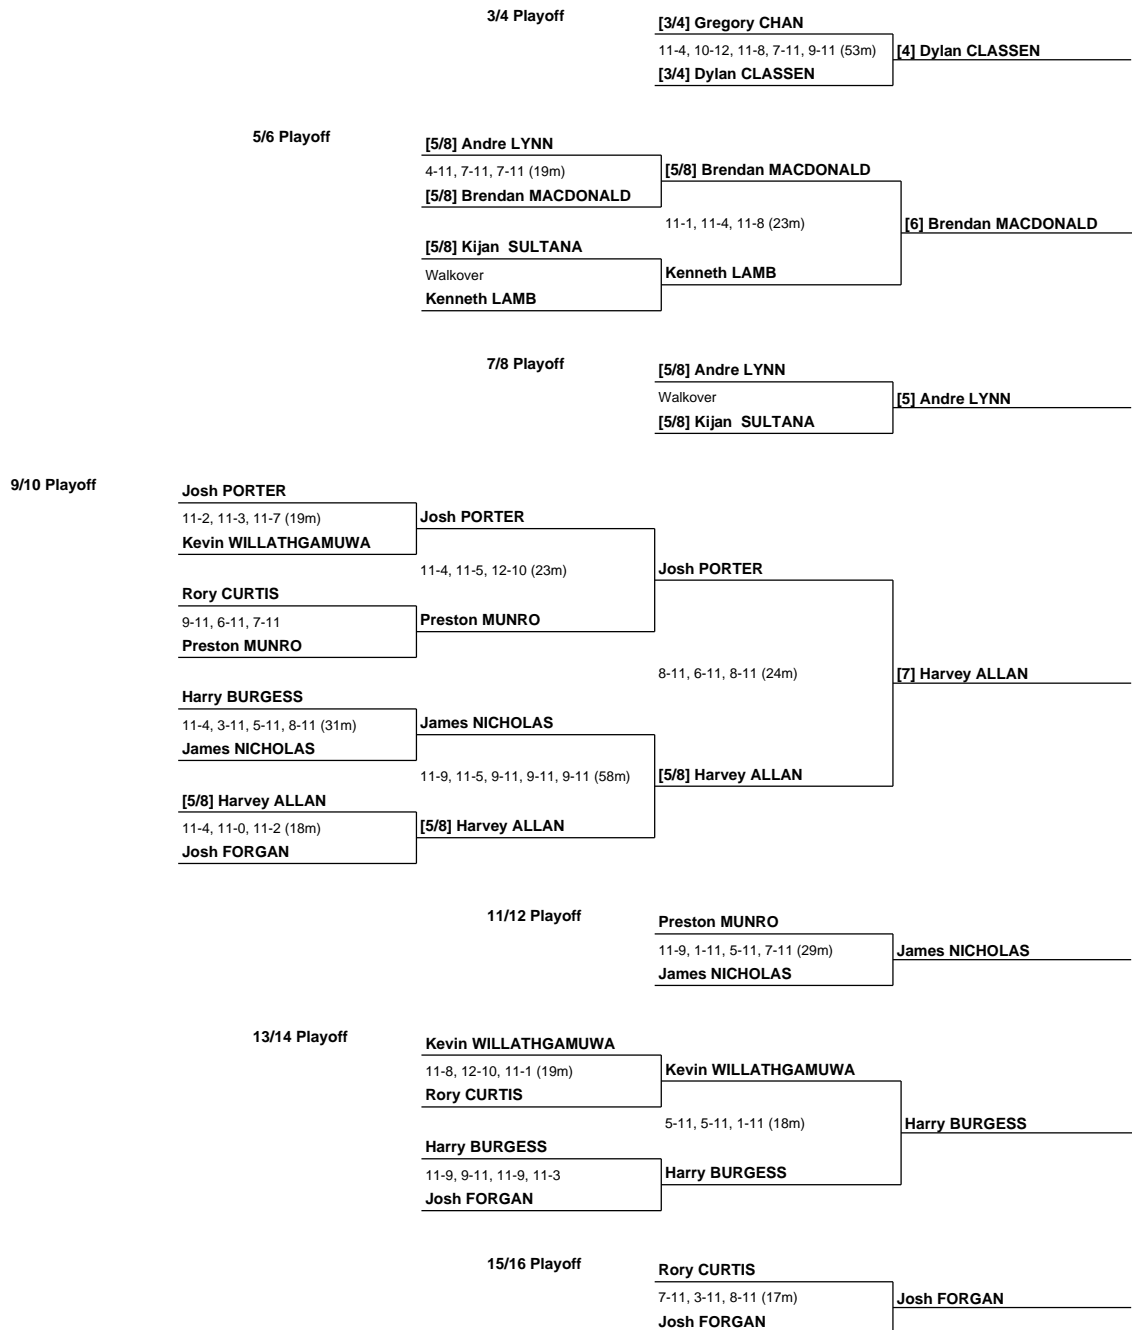 3/4 Playoff
[3/4] Gregory CHAN
11-4, 10-12, 11-8, 7-11, 9-11 (53m)
[4] Dylan CLASSEN
[3/4] Dylan CLASSEN
5/6 Playoff
[5/8] Andre LYNN
4-11, 7-11, 7-11 (19m)
[5/8] Brendan MACDONALD
[5/8] Brendan MACDONALD
11-1, 11-4, 11-8 (23m)
[6] Brendan MACDONALD
[5/8] Kijan  SULTANA
Walkover
Kenneth LAMB
Kenneth LAMB
7/8 Playoff
[5/8] Andre LYNN
Walkover
[5] Andre LYNN
[5/8] Kijan  SULTANA
9/10 Playoff
Josh PORTER
11-2, 11-3, 11-7 (19m)
Josh PORTER
Kevin WILLATHGAMUWA
11-4, 11-5, 12-10 (23m)
Josh PORTER
Rory CURTIS
9-11, 6-11, 7-11
Preston MUNRO
Preston MUNRO
8-11, 6-11, 8-11 (24m)
[7] Harvey ALLAN
Harry BURGESS
11-4, 3-11, 5-11, 8-11 (31m)
James NICHOLAS
James NICHOLAS
11-9, 11-5, 9-11, 9-11, 9-11 (58m)
[5/8] Harvey ALLAN
[5/8] Harvey ALLAN
11-4, 11-0, 11-2 (18m)
[5/8] Harvey ALLAN
Josh FORGAN
11/12 Playoff
Preston MUNRO
11-9, 1-11, 5-11, 7-11 (29m)
James NICHOLAS
James NICHOLAS
13/14 Playoff
Kevin WILLATHGAMUWA
11-8, 12-10, 11-1 (19m)
Kevin WILLATHGAMUWA
Rory CURTIS
5-11, 5-11, 1-11 (18m)
Harry BURGESS
Harry BURGESS
11-9, 9-11, 11-9, 11-3
Harry BURGESS
Josh FORGAN
15/16 Playoff
Rory CURTIS
7-11, 3-11, 8-11 (17m)
Josh FORGAN
Josh FORGAN